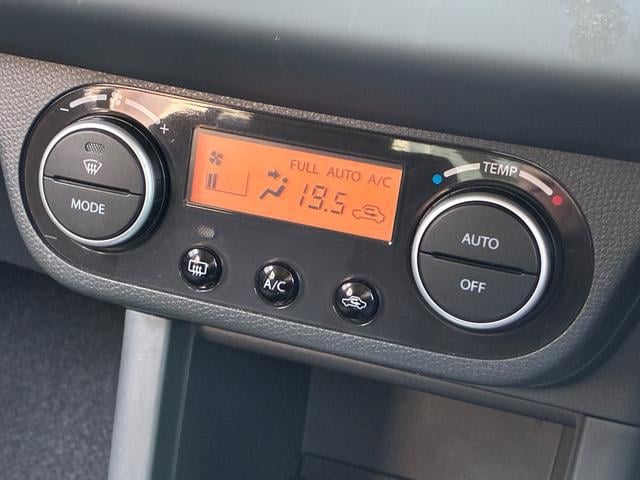 - +
MODE
FULL AUTO A/C
19.5
A/C
TEMP
AUTO
OFF